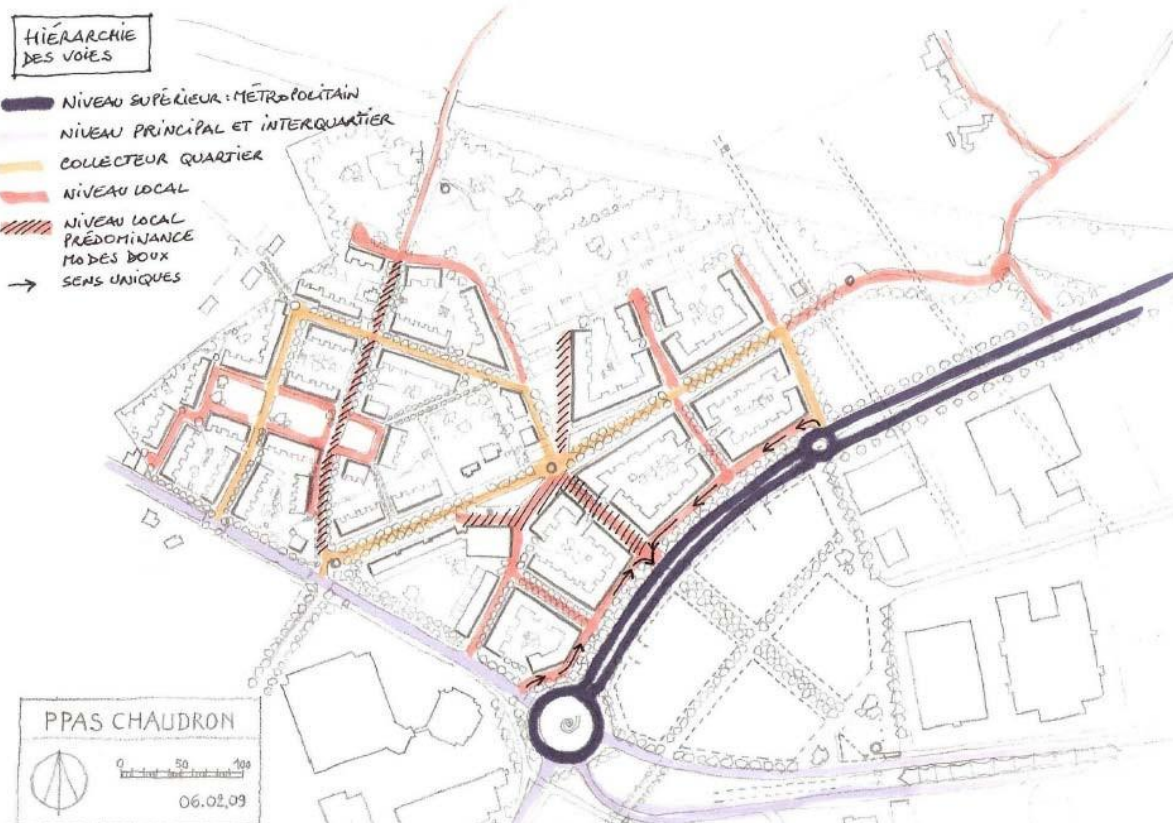 HIÉRARCHIE
DES VOIES
NIVEAU SUPÉRIEUR : MÉTROPOLITAIN
NIVEAU PRINCIPAL ET INTERQUARTIER
COLLECTEUR QUARTIER
NIVEAU LOCAL
NIVEAU LOCAL
PRÉDOMINANCE
MODES DOUX
SENS UNIQUES
PPAS CHAUDRON
0 50 100
06.02.09